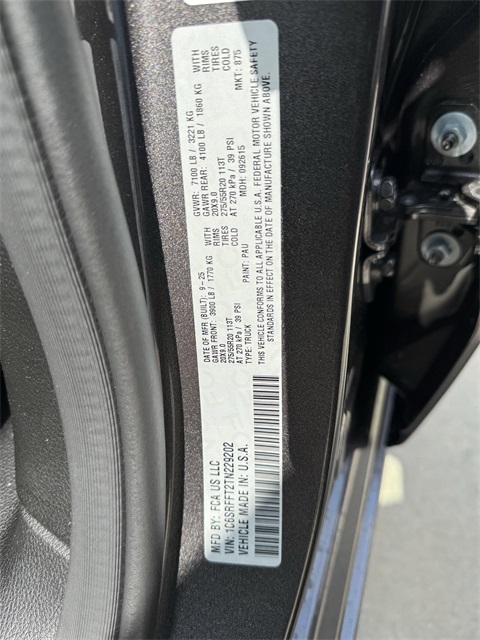 MFD BY: FCA US LLC
VIN: 1C6SRFFT2TN229202
VEHICLE MADE IN: U.S.A.
DATE OF MFR (BUILT): 9-25
GAWR FRONT: 3900 LB / 1770 KG WITH
20X9.0 RIMS
275/55R20 113T TIRES
AT 270 kPa / 39 PSI COLD
TYPE: TRUCK
PAINT: PAU
GVWR: 7100 LB / 3221 KG
GAWR REAR: 4100 LB / 1860 KG WITH
20X9.0 RIMS
275/55R20 113T TIRES
AT 270 kPa / 39 PSI COLD
MDH: 092615
MKT: 875
THIS VEHICLE CONFORMS TO ALL APPLICABLE U.S.A. FEDERAL MOTOR VEHICLE SAFETY
STANDARDS IN EFFECT ON THE DATE OF MANUFACTURE SHOWN ABOVE.